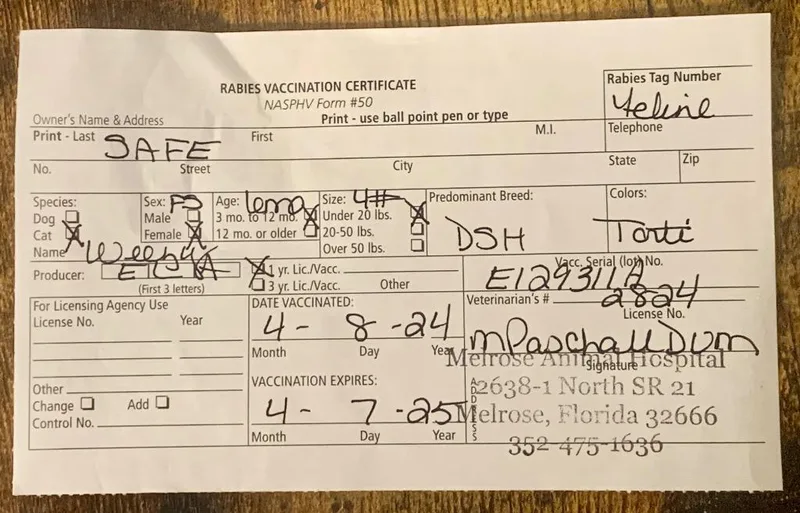 RABIES VACCINATION CERTIFICATE
NASPHV Form #50
Rabies Tag Number
Feline
Owner's Name & Address
Print - use ball point pen or type
Print - Last SAFE First M.I. Telephone
No. Street City State Zip
Species: Sex: FS Age: Size: 4# Predominant Breed: Colors:
Dog Male 3 mo. to 12 mo. Under 20 lbs.
Cat Female 12 mo. or older 20-50 lbs. DSH Torti
Name Over 50 lbs.
Producer: 1 yr. Lic./Vacc. Vacc. Serial (lot) No.
(First 3 letters) 3 yr. Lic./Vacc. Other E129311A
For Licensing Agency Use DATE VACCINATED: Veterinarian's # 2824
License No. Year 4 - 8 - 24 License No.
Month Day Year MPaschall DVM
Signature
Melrose Animal Hospital
VACCINATION EXPIRES: ADDRESS 2638-1 North SR 21
Other 4 - 7 - 25 Melrose, Florida 32666
Change Add
Control No. Month Day Year 352-475-1636